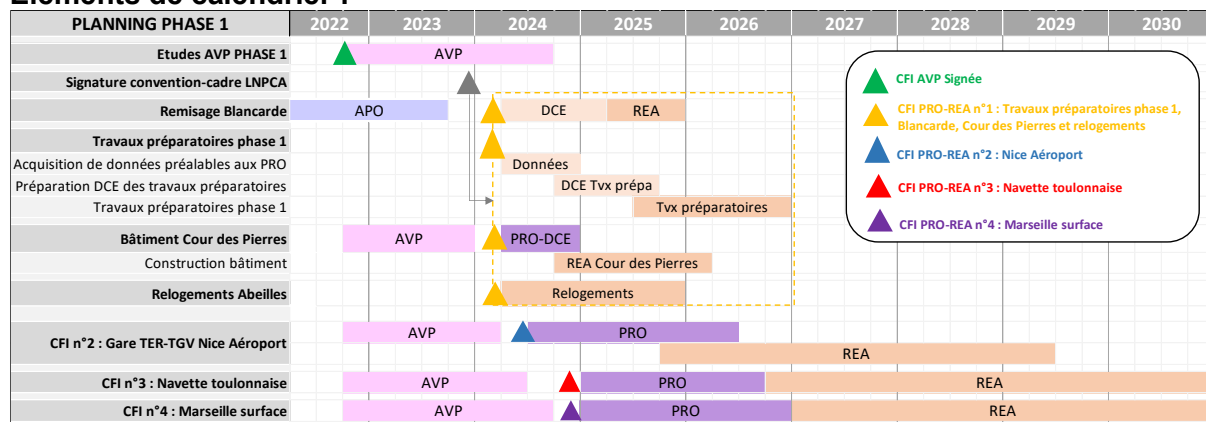 Eléments de calendrier :
PLANNING PHASE 1 2022 2023 2024 2025 2026 2027 2028 2029 2030
Etudes AVP PHASE 1 AVP
Signature convention-cadre LNPCA
Remisage Blancarde APO DCE REA
Travaux préparatoires phase 1
Acquisition de données préalables aux PRO Données
Préparation DCE des travaux préparatoires DCE Tvx prépa
Travaux préparatoires phase 1 Tvx préparatoires
Bâtiment Cour des Pierres AVP PRO-DCE
Construction bâtiment REA Cour des Pierres
Relogements Abeilles Relogements
CFI n°2 : Gare TER-TGV Nice Aéroport AVP PRO
REA
CFI n°3 : Navette toulonnaise AVP PRO REA
CFI n°4 : Marseille surface AVP PRO REA
CFI AVP Signée
CFI PRO-REA n°1 : Travaux préparatoires phase 1,
Blancarde, Cour des Pierres et relogements
CFI PRO-REA n°2 : Nice Aéroport
CFI PRO-REA n°3 : Navette toulonnaise
CFI PRO-REA n°4 : Marseille surface